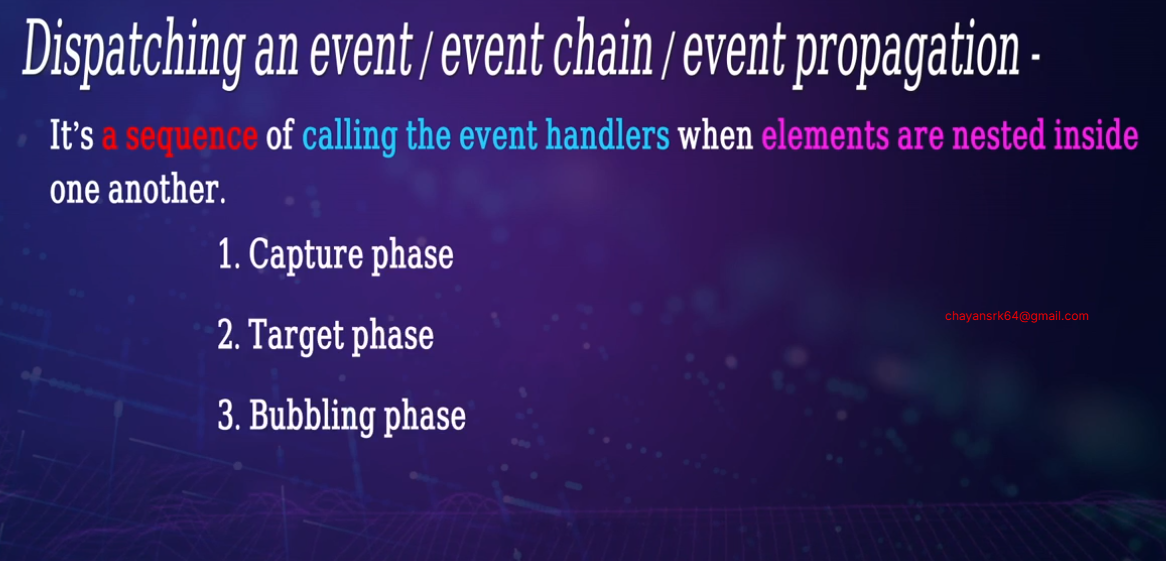 Dispatching an event / event chain / event propagation -
It's a sequence of calling the event handlers when elements are nested inside
one another.
1. Capture phase
chayansrk64@gmail.com
2. Target phase
3. Bubbling phase